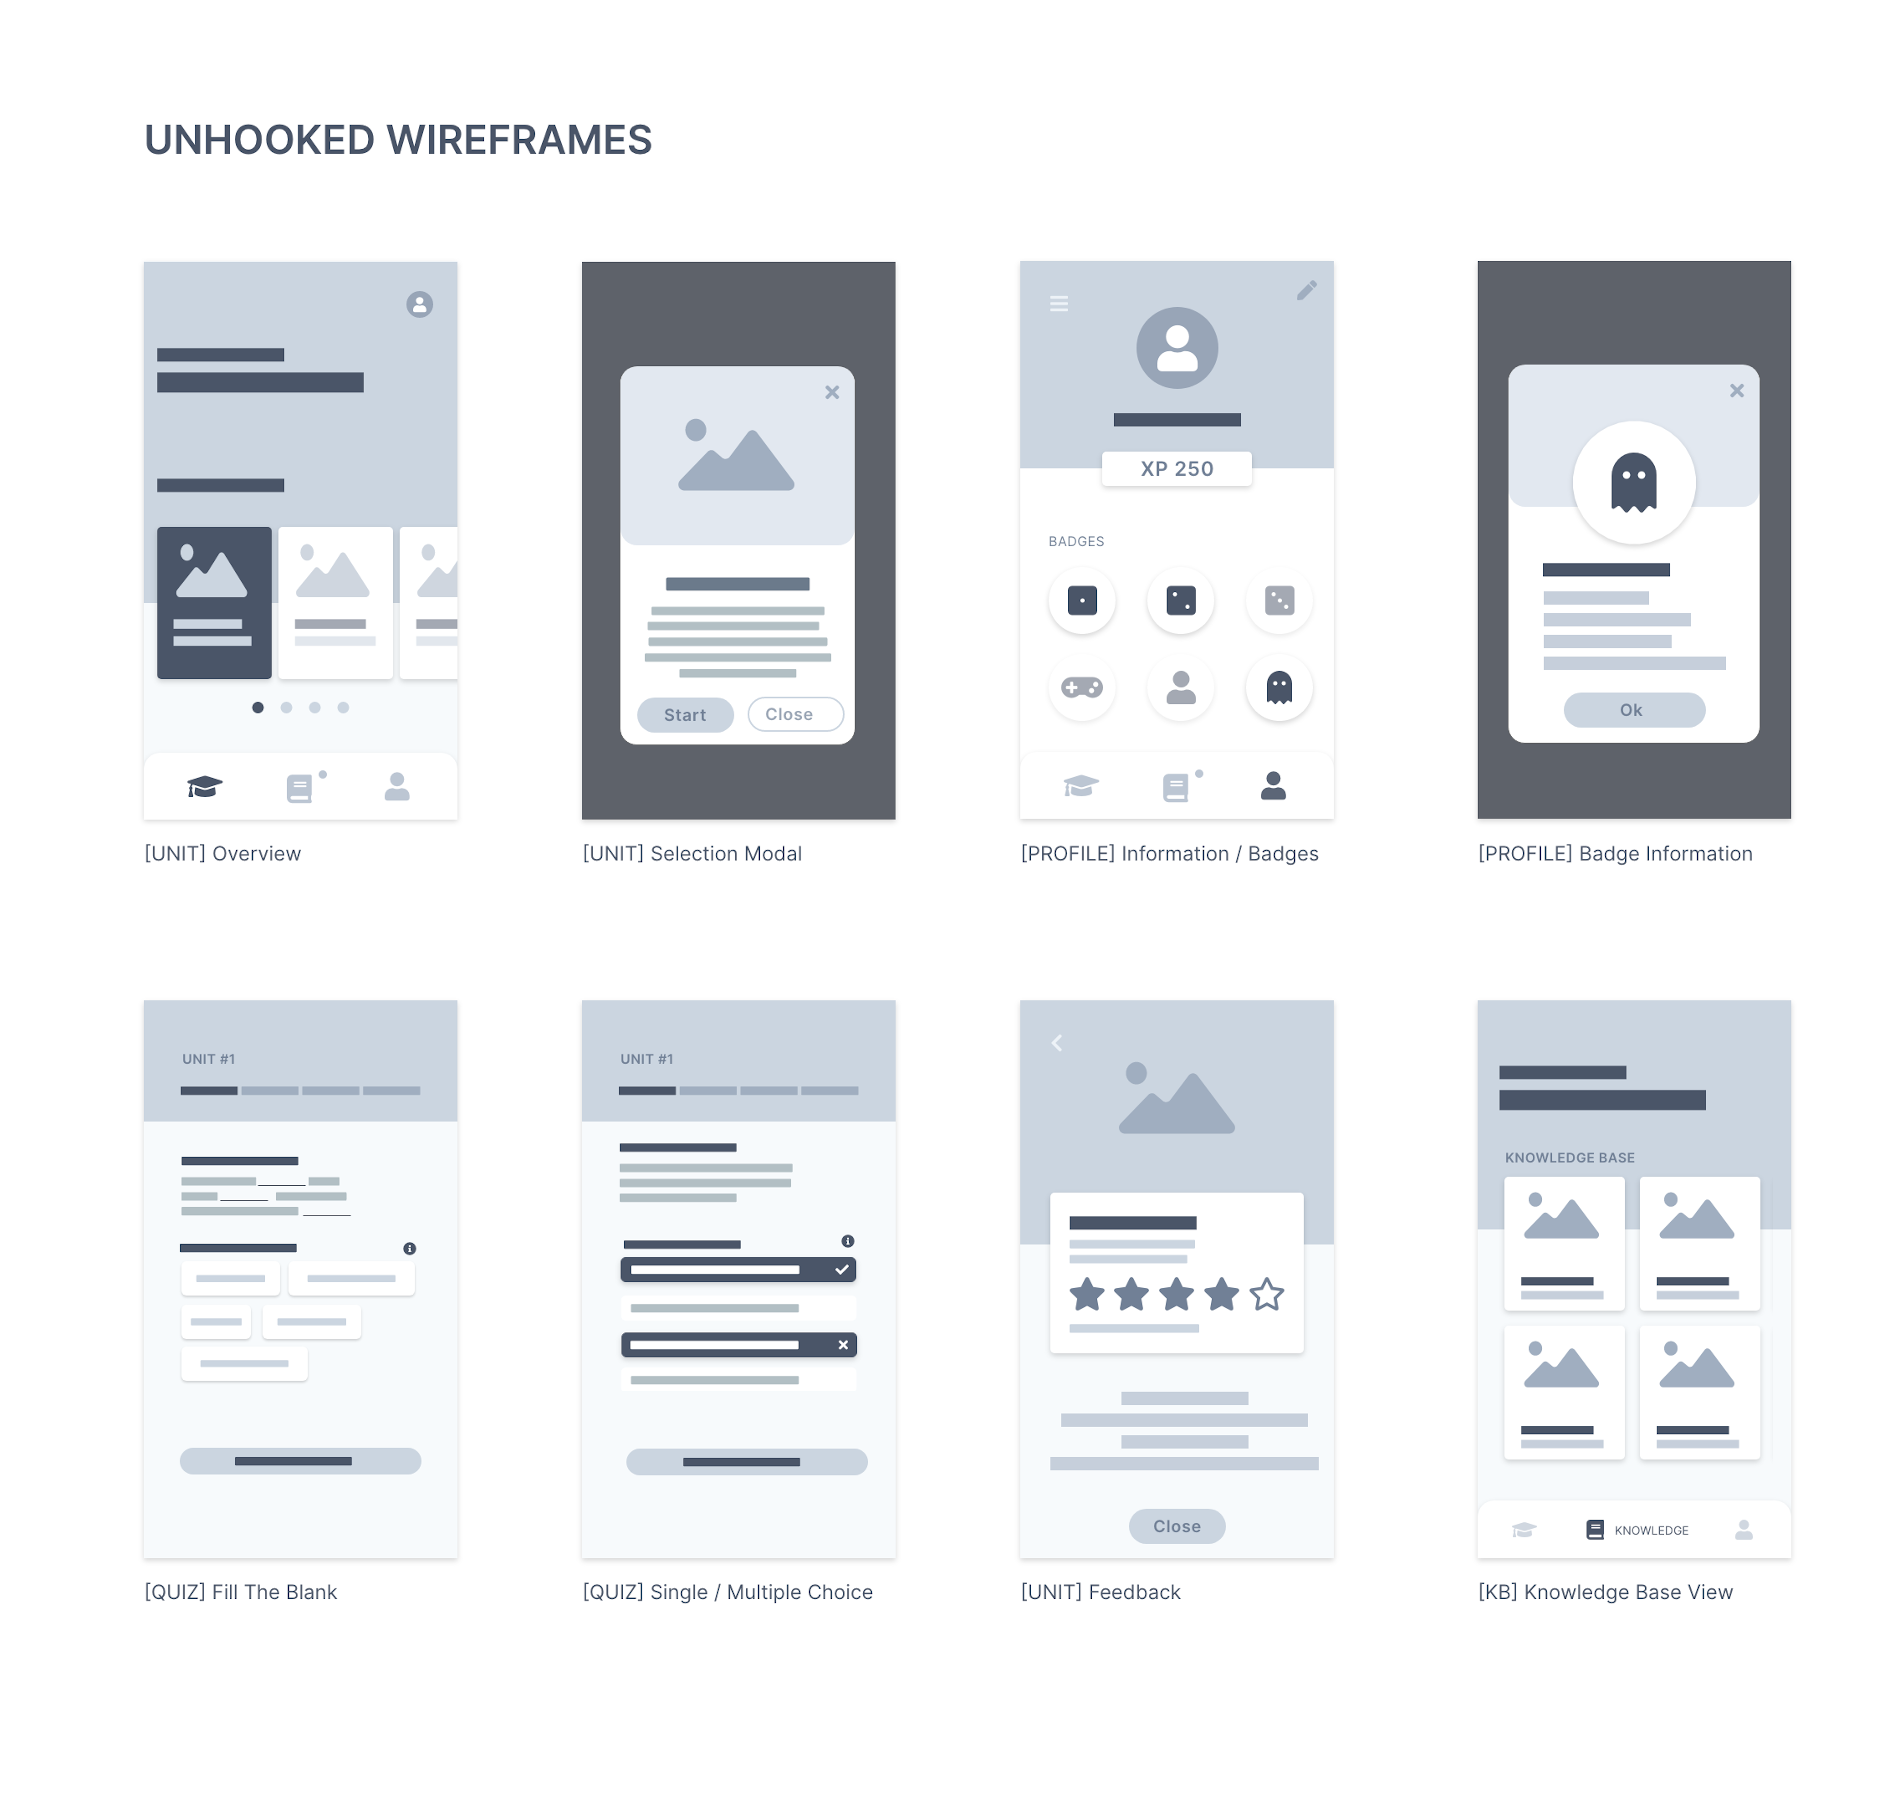 UNHOOKED WIREFRAMES
Start
Close
XP 250
BADGES
Ok
[UNIT] Overview
[UNIT] Selection Modal
[PROFILE] Information / Badges
[PROFILE] Badge Information
UNIT #1
UNIT #1
KNOWLEDGE BASE
Close
KNOWLEDGE
[QUIZ] Fill The Blank
[QUIZ] Single / Multiple Choice
[UNIT] Feedback
[KB] Knowledge Base View